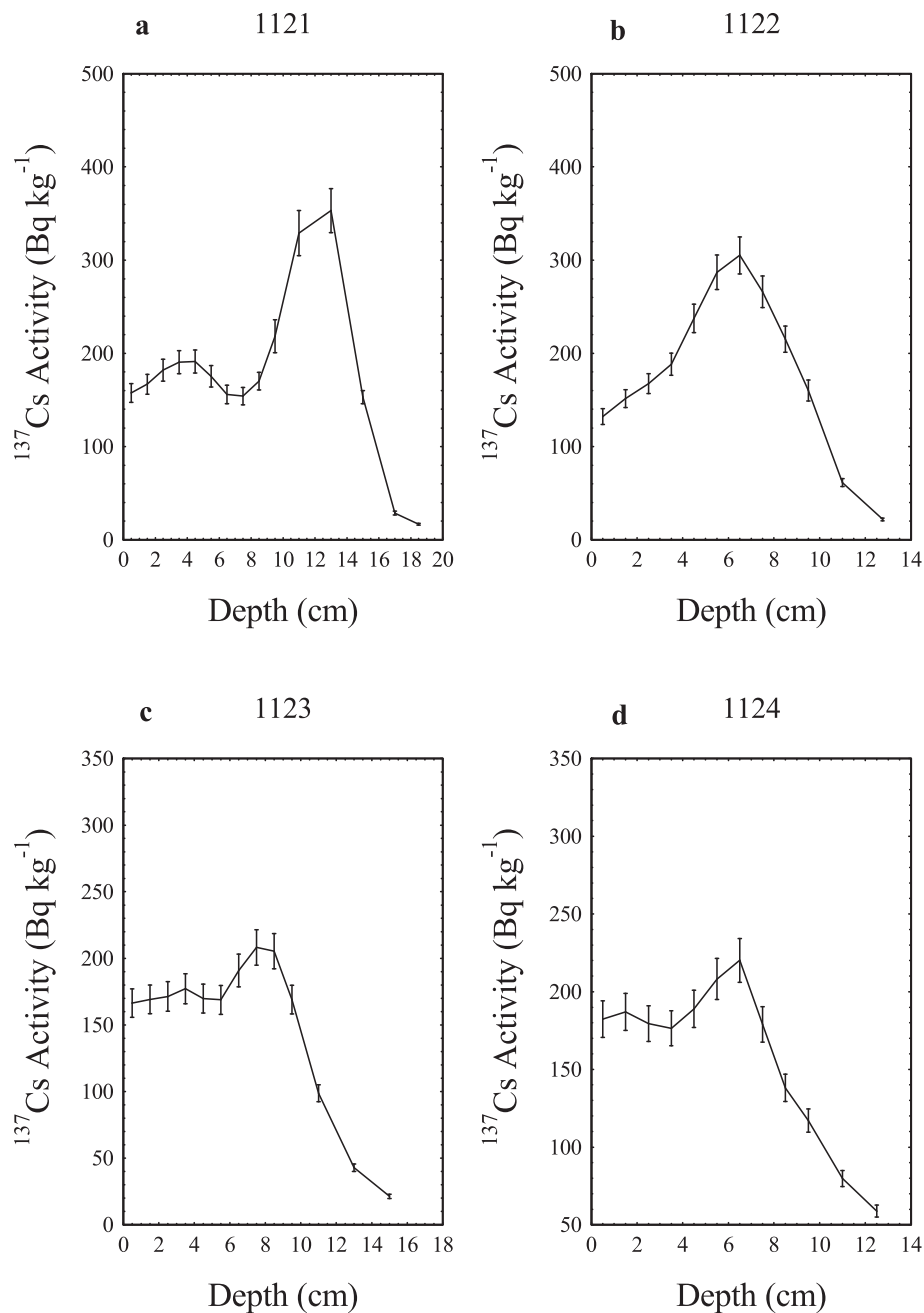 a 1121
500
400
300
200
100
0
¹³⁷Cs Activity (Bq kg⁻¹)
0 2 4 6 8 10 12 14 16 18 20
Depth (cm)
b 1122
500
400
300
200
100
0
¹³⁷Cs Activity (Bq kg⁻¹)
0 2 4 6 8 10 12 14
Depth (cm)
c 1123
350
300
250
200
150
100
50
0
¹³⁷Cs Activity (Bq kg⁻¹)
0 2 4 6 8 10 12 14 16 18
Depth (cm)
d 1124
350
300
250
200
150
100
50
¹³⁷Cs Activity (Bq kg⁻¹)
0 2 4 6 8 10 12 14
Depth (cm)